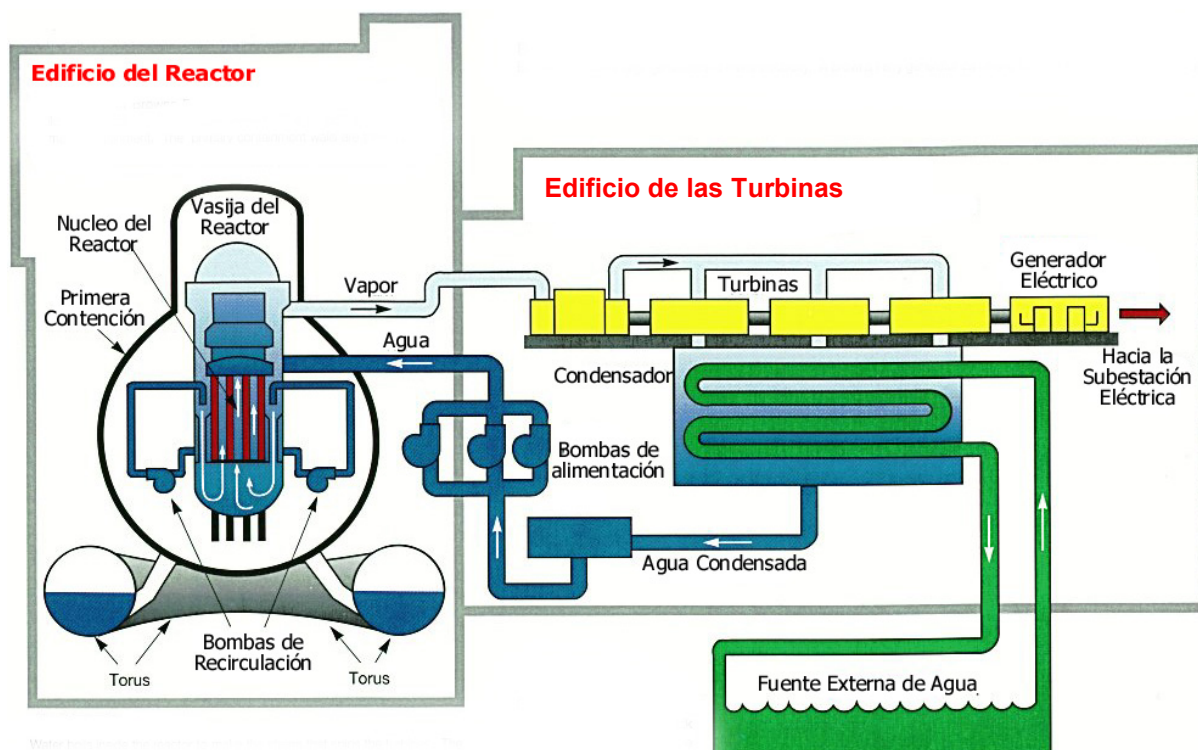 Edificio del Reactor
Edificio de las Turbinas
Vasija del
Reactor
Nucleo del
Reactor
Primera
Contención
Vapor
Agua
Turbinas
Generador
Eléctrico
Hacia la
Subestación
Eléctrica
Condensador
Bombas de
alimentación
Agua Condensada
Bombas de
Recirculación
Torus
Torus
Fuente Externa de Agua